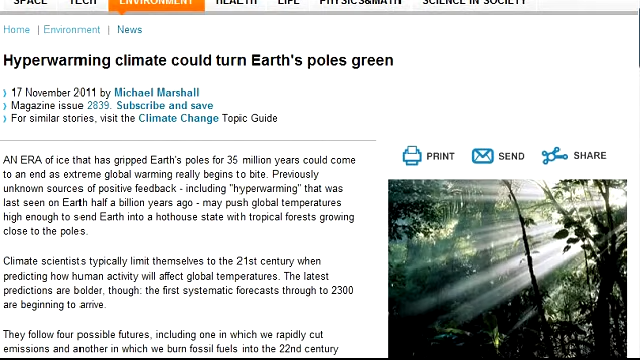 SPACE TECH ENVIRONMENT HEALTH LIFE PHYSICS&MATH SCIENCE IN SOCIETY
Home | Environment | News
Hyperwarming climate could turn Earth's poles green
17 November 2011 by Michael Marshall
Magazine issue 2839. Subscribe and save
For similar stories, visit the Climate Change Topic Guide
PRINT SEND SHARE
AN ERA of ice that has gripped Earth's poles for 35 million years could come
to an end as extreme global warming really begins to bite. Previously
unknown sources of positive feedback - including "hyperwarming" that was
last seen on Earth half a billion years ago - may push global temperatures
high enough to send Earth into a hothouse state with tropical forests growing
close to the poles.
Climate scientists typically limit themselves to the 21st century when
predicting how human activity will affect global temperatures. The latest
predictions are bolder, though: the first systematic forecasts through to 2300
are beginning to arrive.
They follow four possible futures, including one in which we rapidly cut
emissions and another in which we burn fossil fuels into the 22nd century